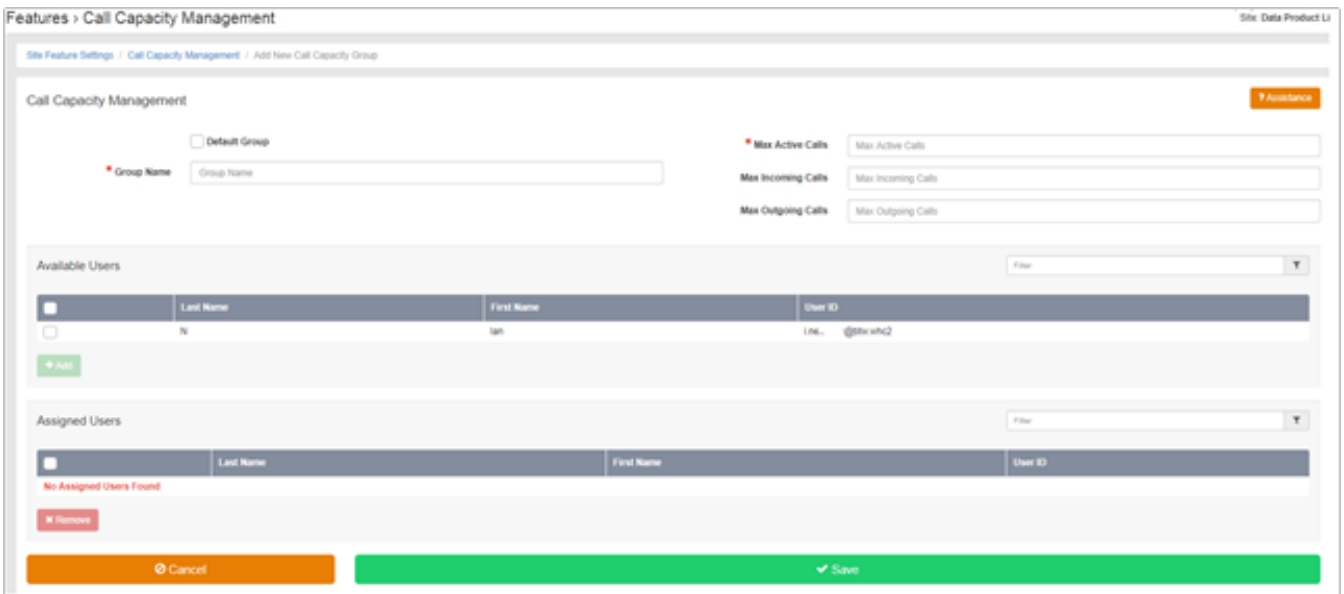 Features › Call Capacity Management
Site: Data Product Li
Site Feature Settings / Call Capacity Management / Add New Call Capacity Group
Call Capacity Management
? Assistance
Default Group
* Group Name Group Name
* Max Active Calls Max Active Calls
Max Incoming Calls Max Incoming Calls
Max Outgoing Calls Max Outgoing Calls
Available Users
Filter
Last Name First Name User ID
N Ian i.ne..
+ Add
Assigned Users
Filter
Last Name First Name User ID
No Assigned Users Found
✖ Remove
Cancel
✔ Save